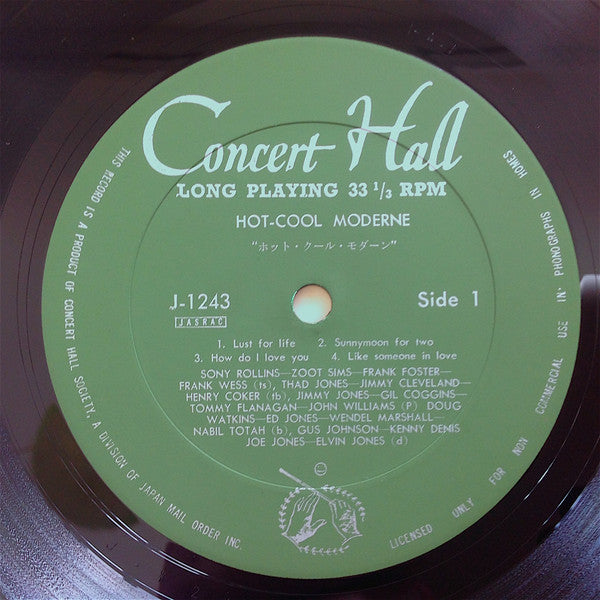 Concert Hall
LONG PLAYING 33 1/3 RPM
HOT-COOL MODERNE
"ホット・クール・モダーン"
J-1243
JASRAC
Side 1
1. Lust for life 2. Sunnymoon for two
3. How do I love you 4. Like someone in love
SONY ROLLINS—ZOOT SIMS—FRANK FOSTER—
FRANK WESS (ts), THAD JONES—JIMMY CLEVELAND—
HENRY COKER (tb), JIMMY JONES—GIL COGGINS—
TOMMY FLANAGAN—JOHN WILLIAMS (P) DOUG
WATKINS—ED JONES—WENDEL MARSHALL—
NABIL TOTAH (b), GUS JOHNSON—KENNY DENIS
JOE JONES—ELVIN JONES (d)
THIS RECORD IS A PRODUCT OF CONCERT HALL SOCIETY, A DIVISION OF JAPAN MAIL ORDER INC.
LICENSED ONLY FOR NON COMMERCIAL USE IN PHONOGRAPHS IN HOMES